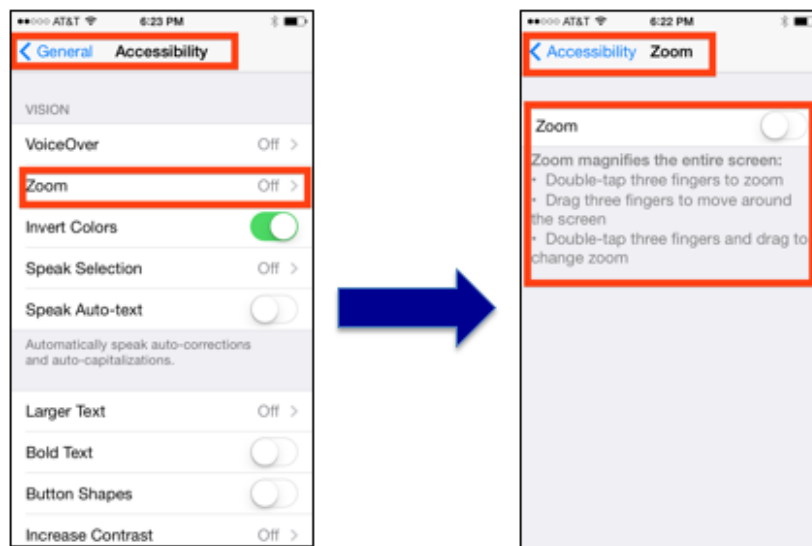 AT&T 6:23 PM
General Accessibility
VISION
VoiceOver Off
Zoom Off
Invert Colors
Speak Selection Off
Speak Auto-text
Automatically speak auto-corrections
and auto-capitalizations.
Larger Text Off
Bold Text
Button Shapes
Increase Contrast Off
AT&T 6:22 PM
Accessibility Zoom
Zoom
Zoom magnifies the entire screen:
• Double-tap three fingers to zoom
• Drag three fingers to move around
the screen
• Double-tap three fingers and drag to
change zoom